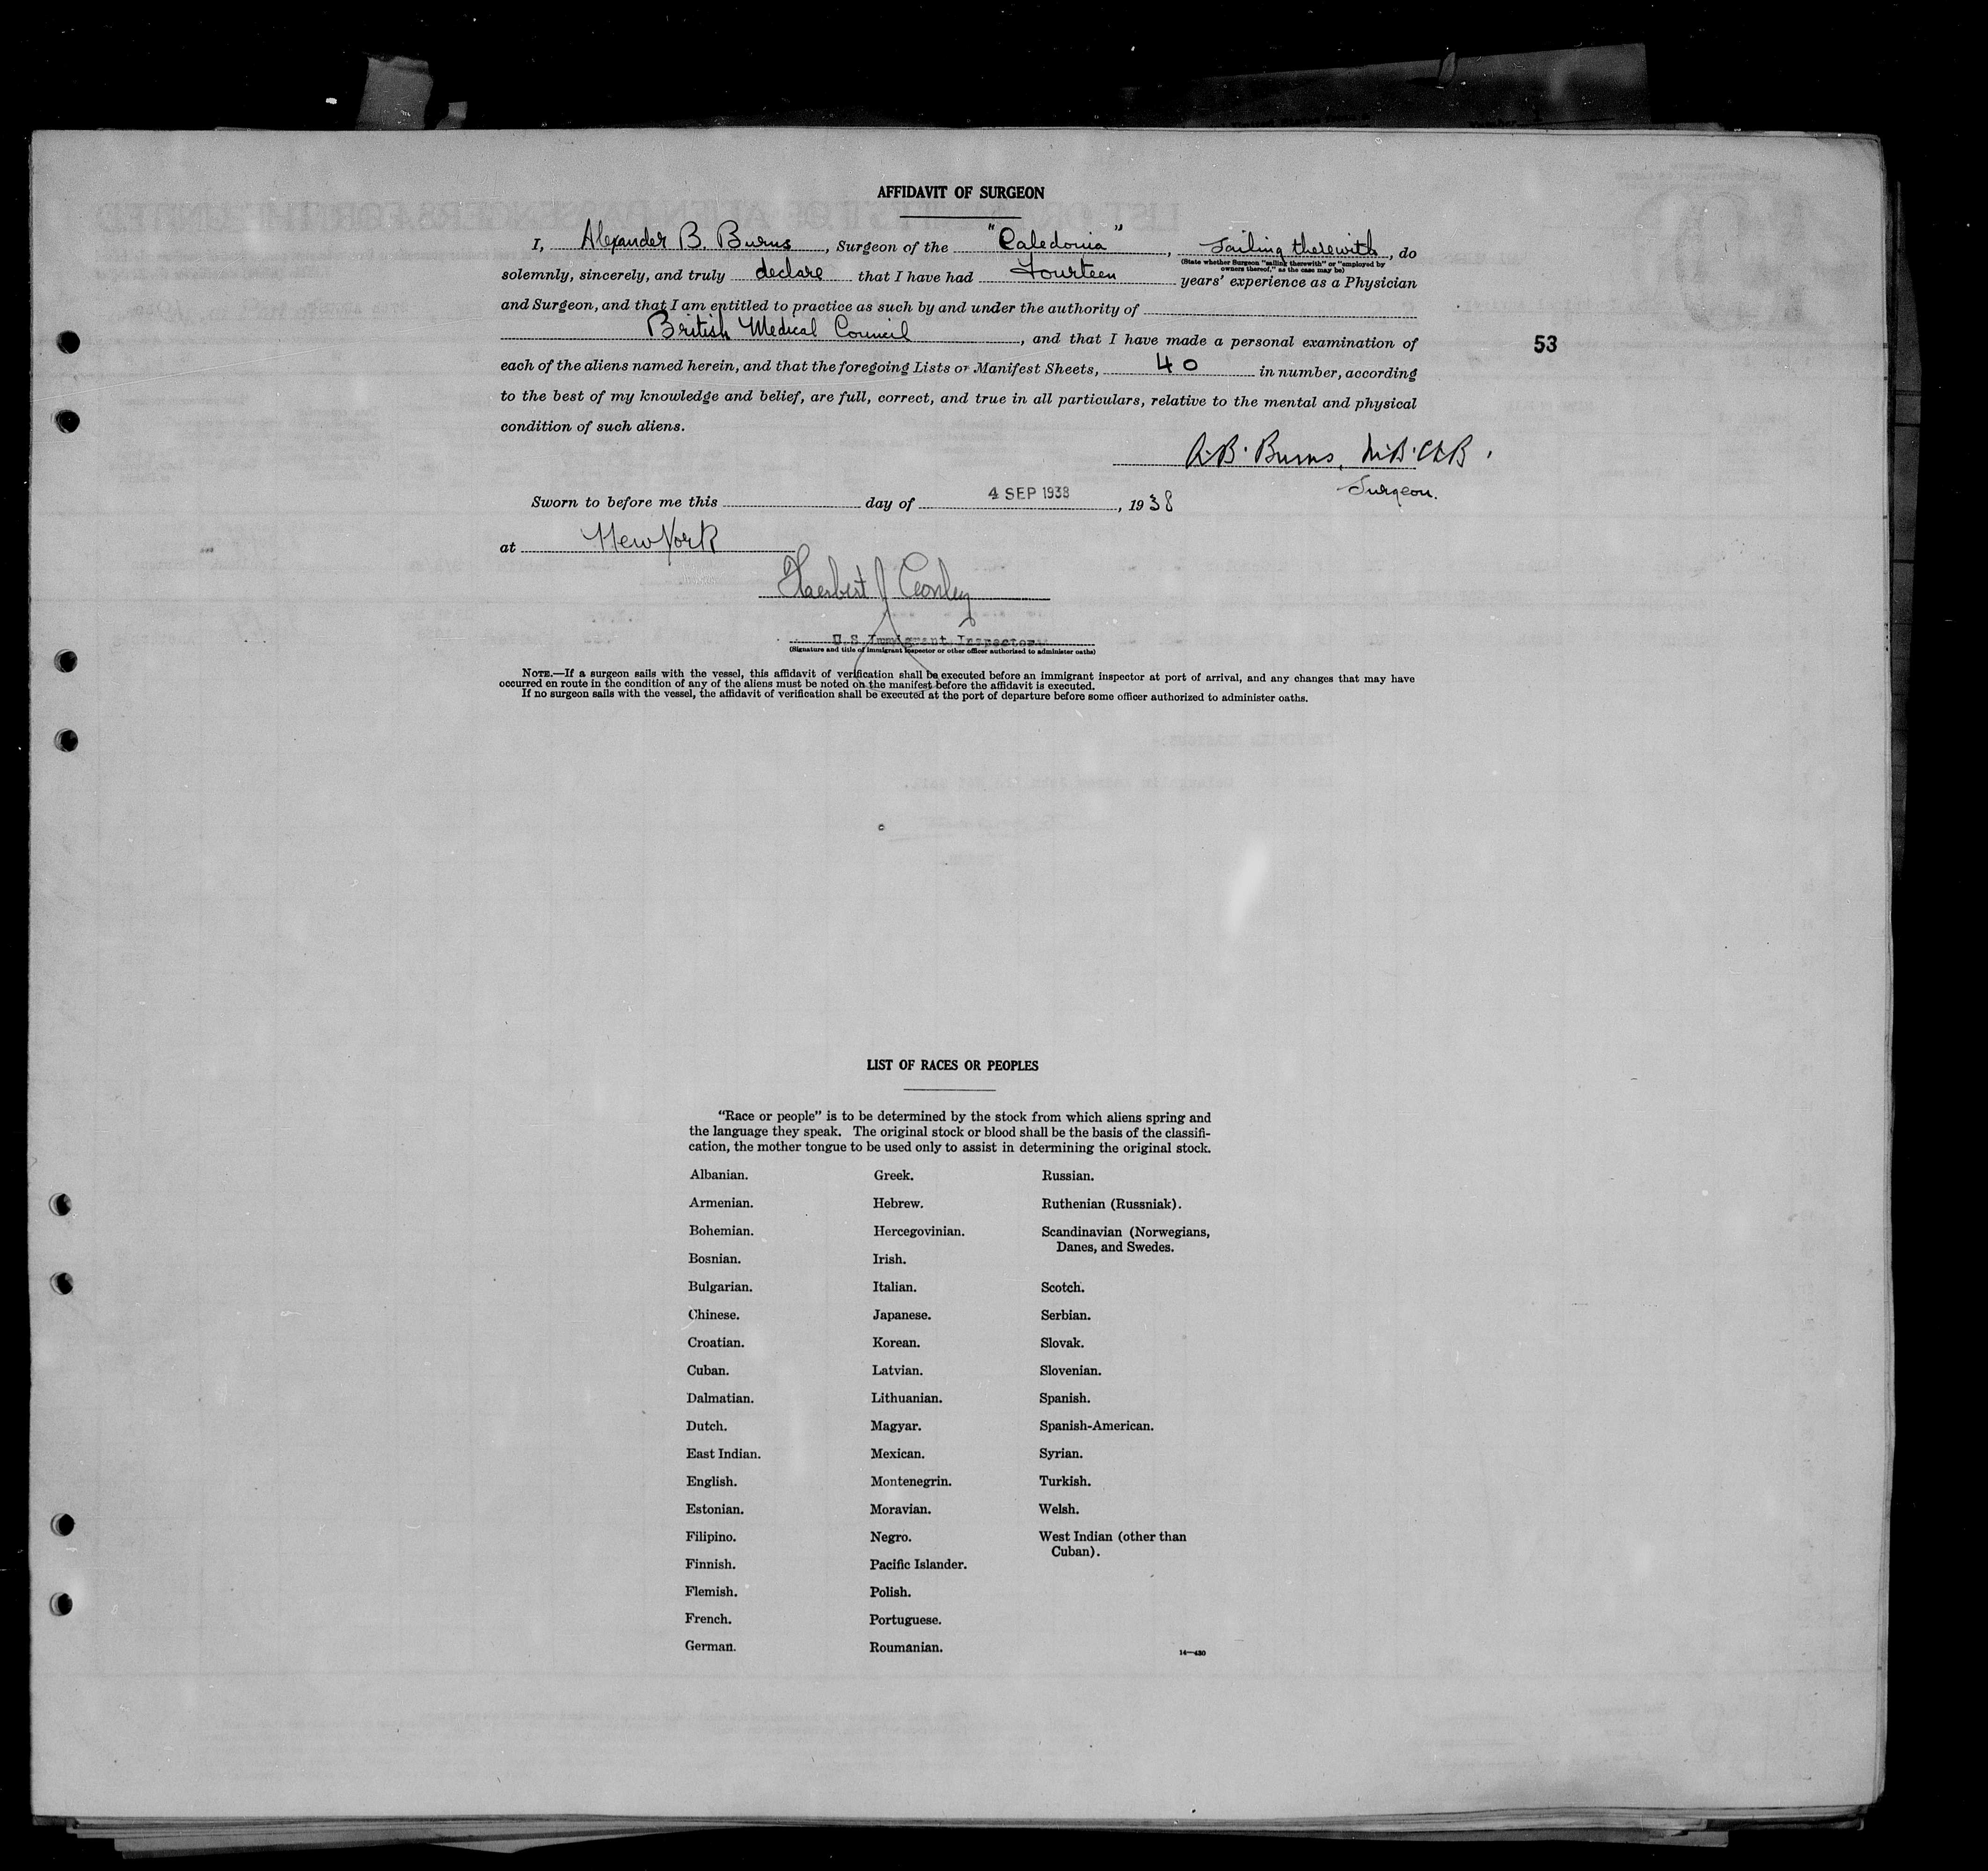 AFFIDAVIT OF SURGEON
I, Alexander B. Burns, Surgeon of the "Caledonia", sailing therewith, do
(State whether Surgeon "sailing therewith" or "employed by
owners thereof," as the case may be)
solemnly, sincerely, and truly declare that I have had Fourteen years' experience as a Physician
and Surgeon, and that I am entitled to practice as such by and under the authority of
British Medical Council, and that I have made a personal examination of
53
each of the aliens named herein, and that the foregoing Lists or Manifest Sheets, 40 in number, according
to the best of my knowledge and belief, are full, correct, and true in all particulars, relative to the mental and physical
condition of such aliens.
A.B. Burns, M.B. Ch.B.
Surgeon.
Sworn to before me this day of 4 SEP 1938, 1938
at New York
Herbert J
U S Immigrant Inspector
(Signature and title of immigrant inspector or other officer authorized to administer oaths)
NOTE.—If a surgeon sails with the vessel, this affidavit of verification shall be executed before an immigrant inspector at port of arrival, and any changes that may have
occurred en route in the condition of any of the aliens must be noted on the manifest before the affidavit is executed.
If no surgeon sails with the vessel, the affidavit of verification shall be executed at the port of departure before some officer authorized to administer oaths.
LIST OF RACES OR PEOPLES
"Race or people" is to be determined by the stock from which aliens spring and
the language they speak. The original stock or blood shall be the basis of the classifi-
cation, the mother tongue to be used only to assist in determining the original stock.
Albanian.
Armenian.
Bohemian.
Bosnian.
Bulgarian.
Chinese.
Croatian.
Cuban.
Dalmatian.
Dutch.
East Indian.
English.
Estonian.
Filipino.
Finnish.
Flemish.
French.
German.
Greek.
Hebrew.
Hercegovinian.
Irish.
Italian.
Japanese.
Korean.
Latvian.
Lithuanian.
Magyar.
Mexican.
Montenegrin.
Moravian.
Negro.
Pacific Islander.
Polish.
Portuguese.
Roumanian.
Russian.
Ruthenian (Russniak).
Scandinavian (Norwegians,
Danes, and Swedes.
Scotch.
Serbian.
Slovak.
Slovenian.
Spanish.
Spanish-American.
Syrian.
Turkish.
Welsh.
West Indian (other than
Cuban).
14—430